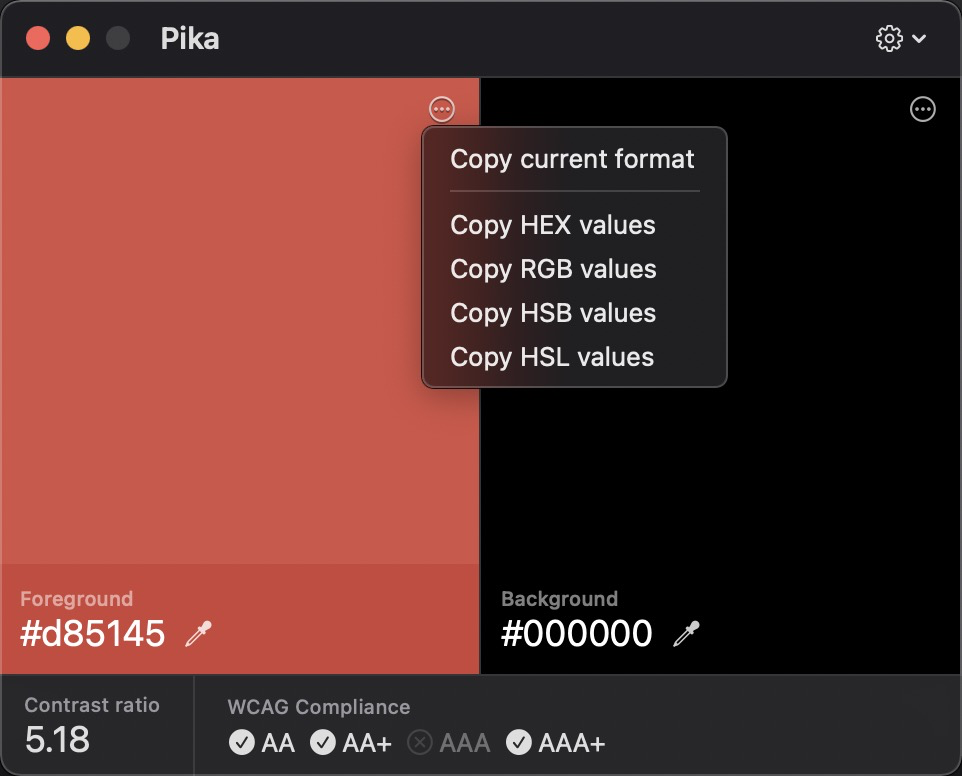 Pika
Copy current format
Copy HEX values
Copy RGB values
Copy HSB values
Copy HSL values
Foreground
#d85145
Background
#000000
Contrast ratio
5.18
WCAG Compliance
AA AA+ AAA AAA+